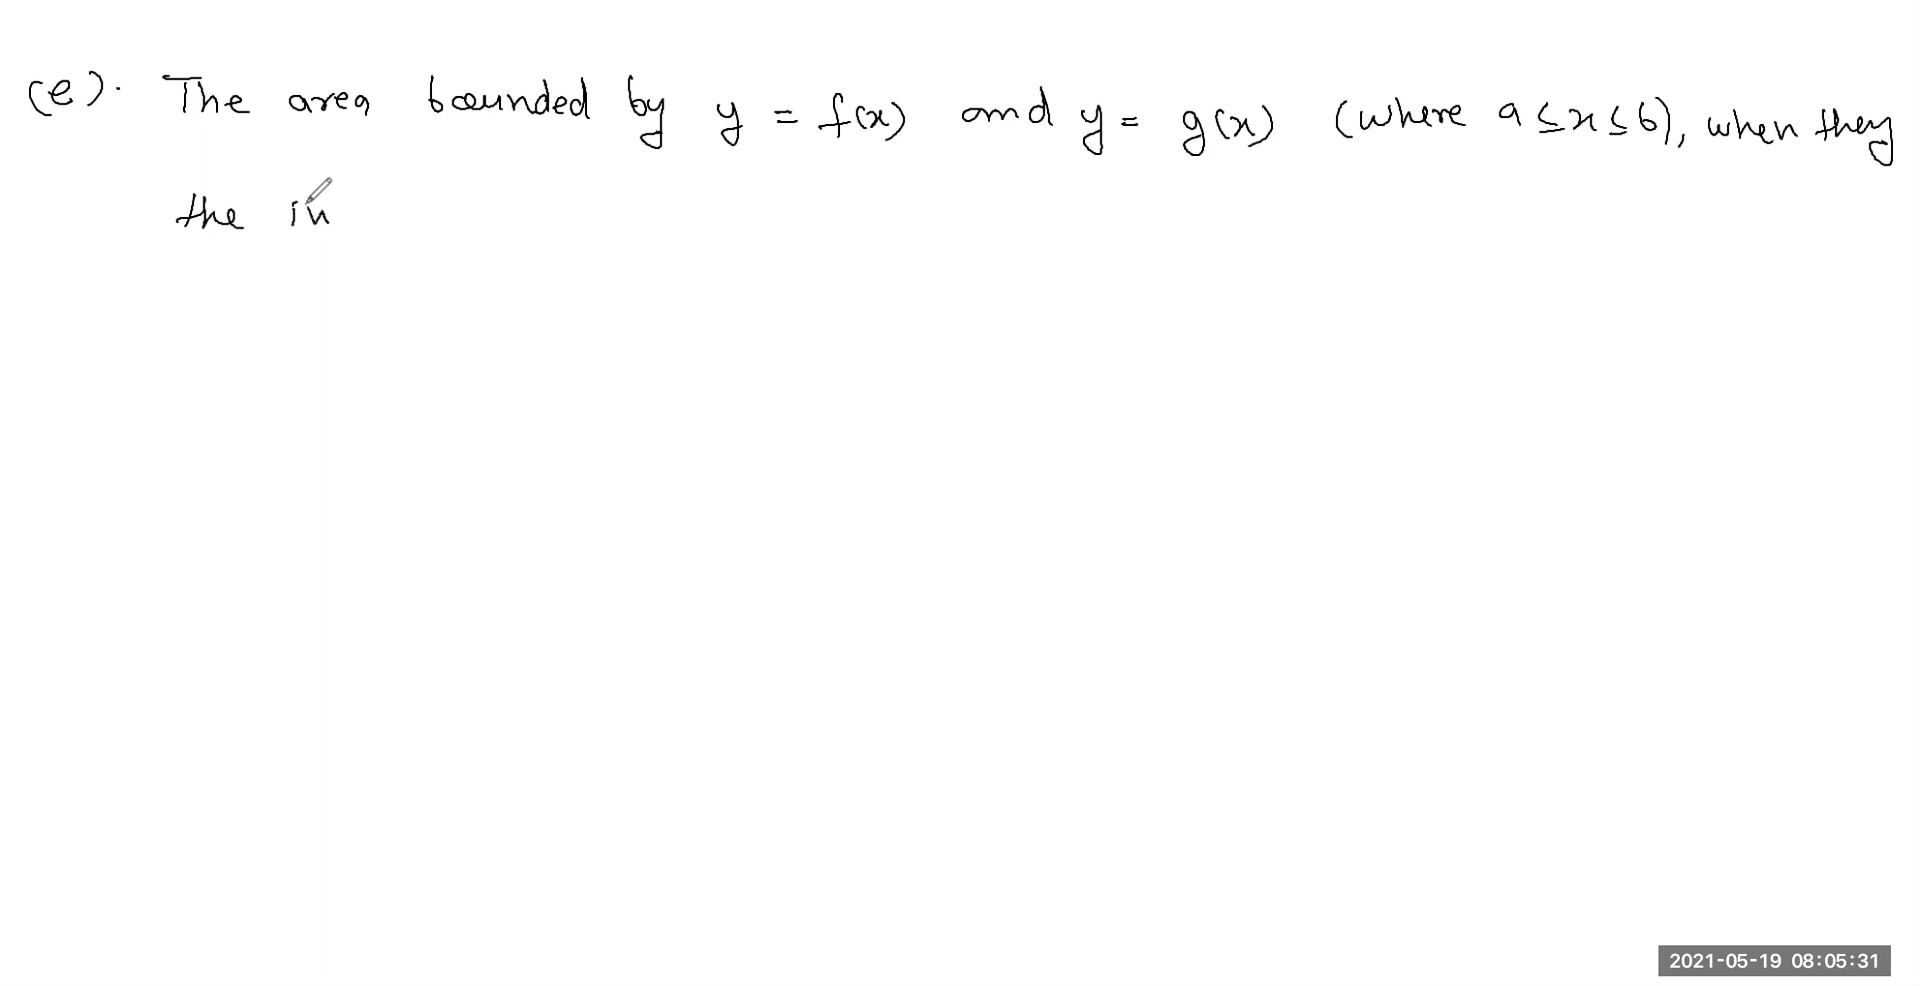 (e). The area bounded by y = f(x) and y = g(x) (where a ≤ x ≤ b), when they
the in
2021-05-19 08:05:31